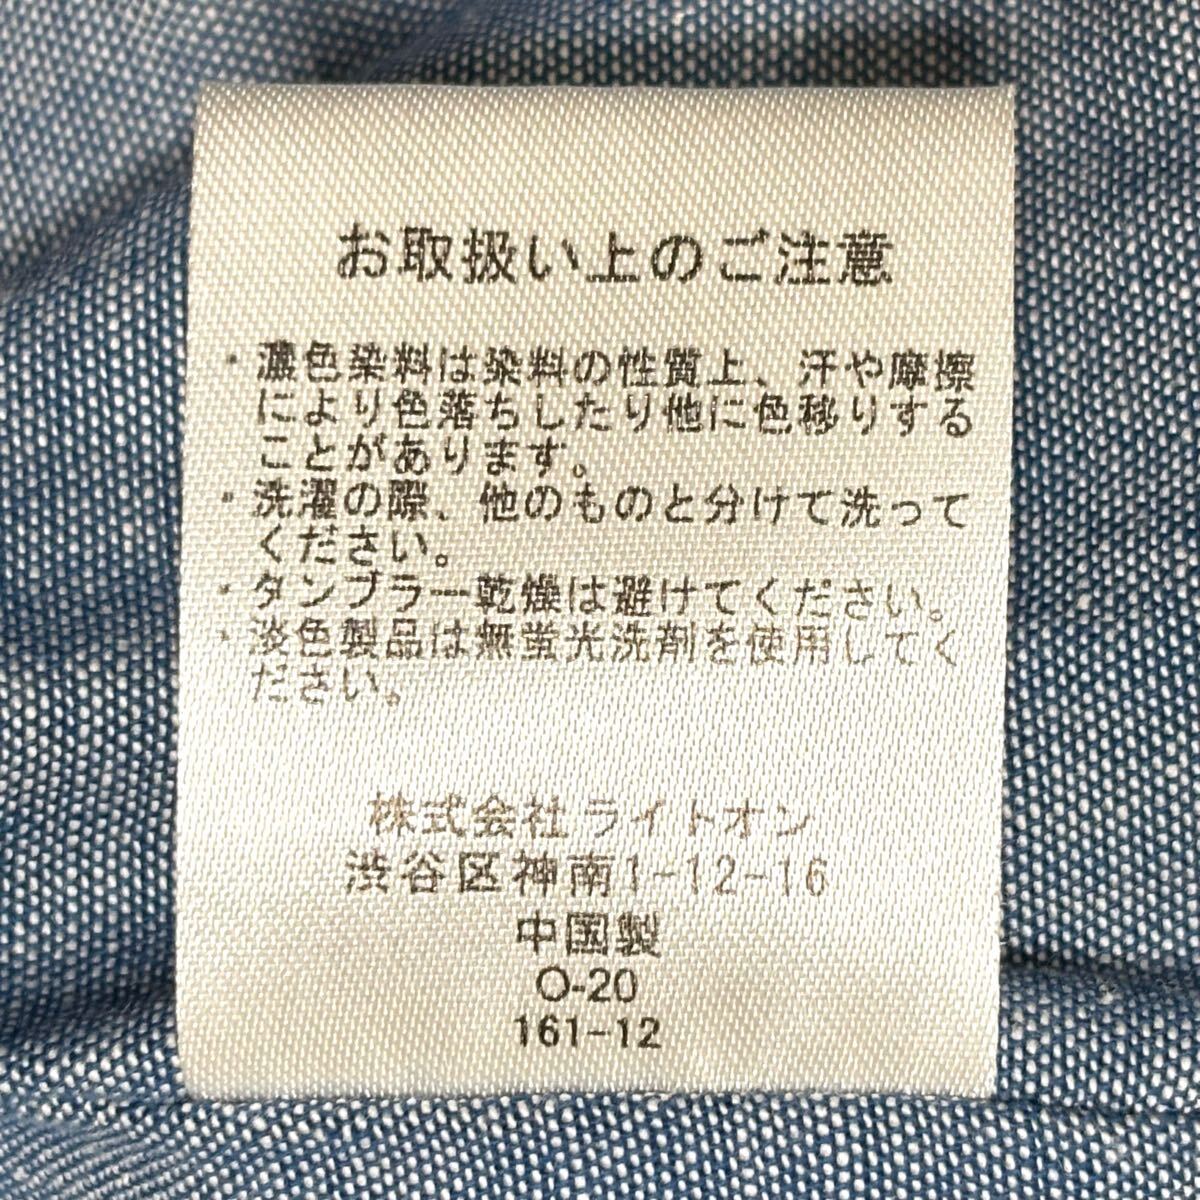 お取扱い上のご注意
・濃色染料は染料の性質上、汗や摩擦
により色落ちしたり他に色移りする
ことがあります。
・洗濯の際、他のものと分けて洗って
ください。
・タンブラー乾燥は避けてください。
・淡色製品は無蛍光洗剤を使用してく
ださい。
株式会社 ライトオン
渋谷区神南1-12-16
中国製
O-20
161-12